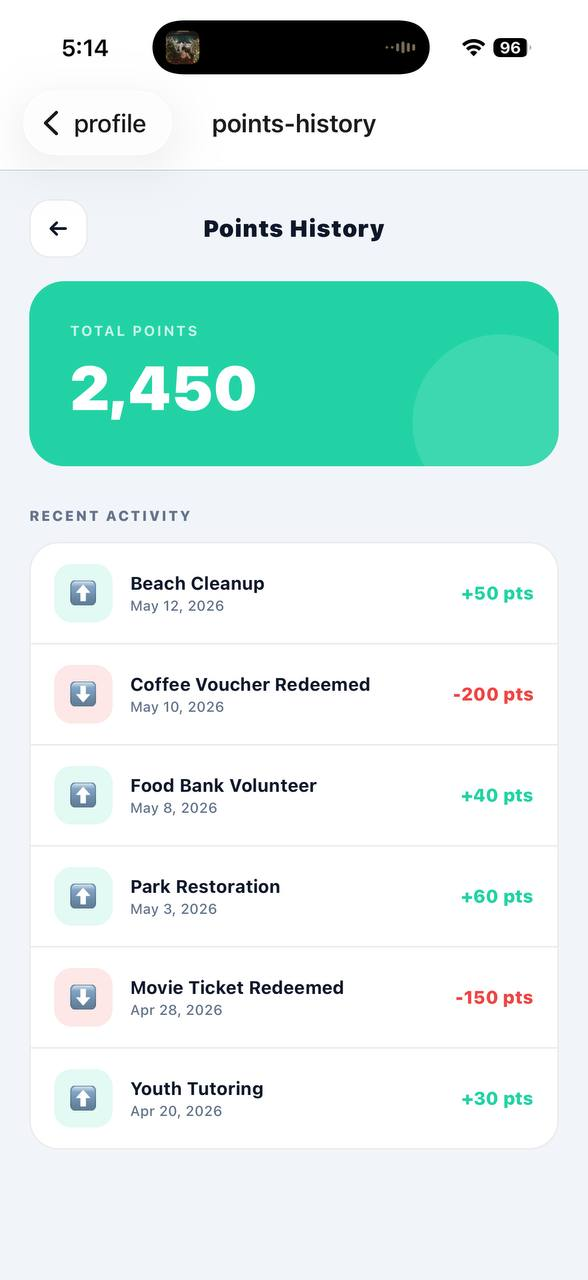 5:14
96
profile
points-history
Points History
TOTAL POINTS
2,450
RECENT ACTIVITY
Beach Cleanup
May 12, 2026
+50 pts
Coffee Voucher Redeemed
May 10, 2026
-200 pts
Food Bank Volunteer
May 8, 2026
+40 pts
Park Restoration
May 3, 2026
+60 pts
Movie Ticket Redeemed
Apr 28, 2026
-150 pts
Youth Tutoring
Apr 20, 2026
+30 pts